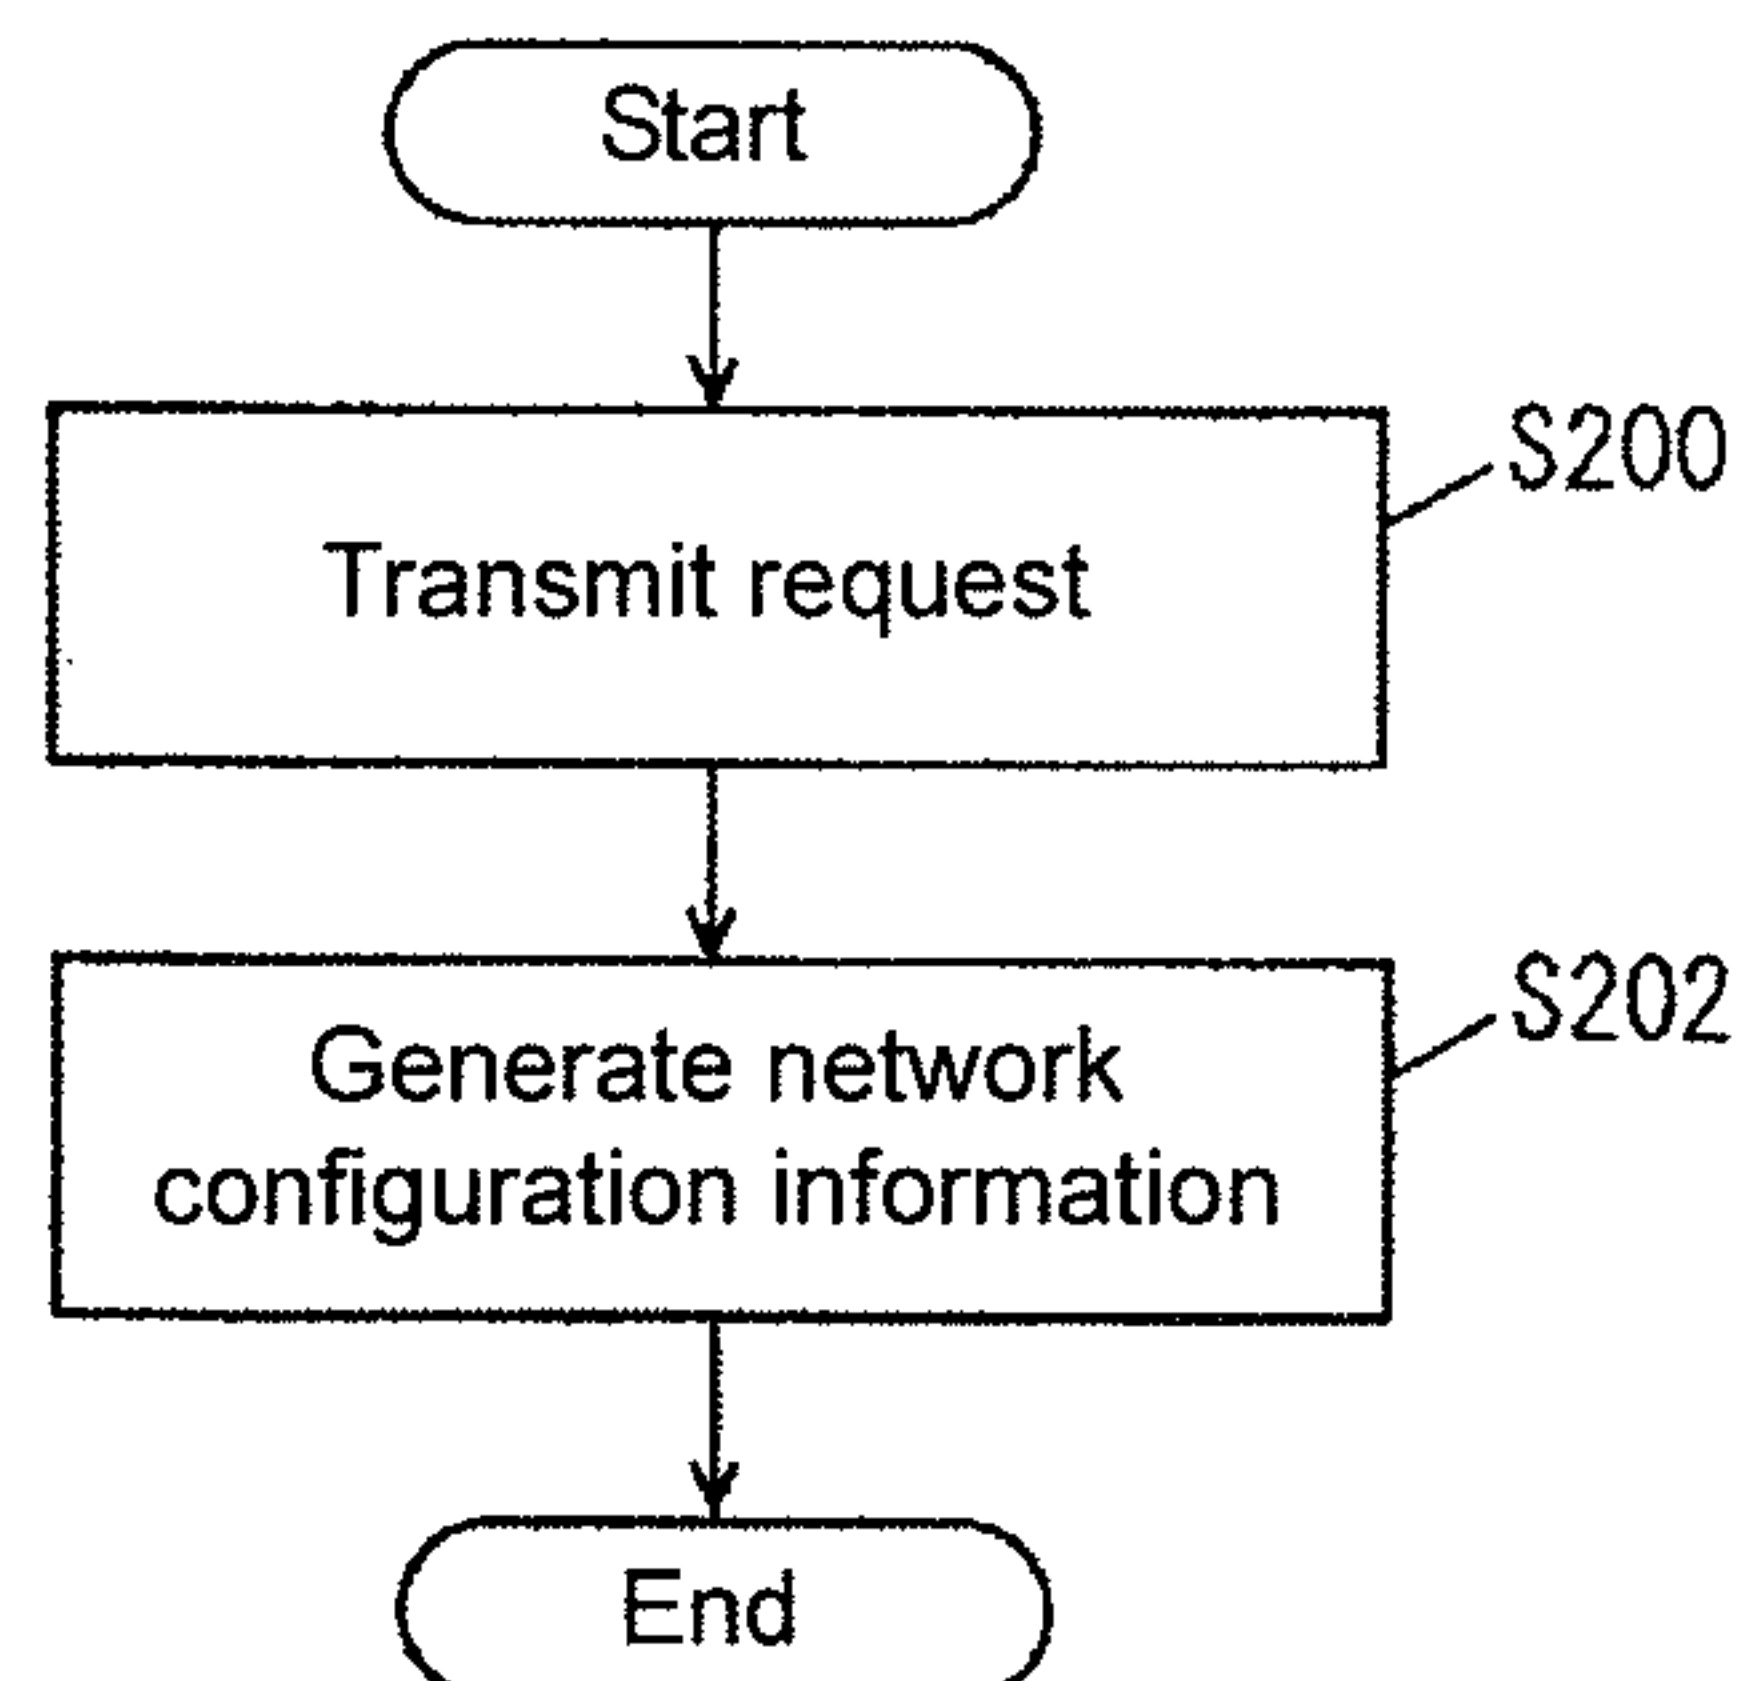 Start
S200
Transmit request
S202
Generate network
configuration information
End